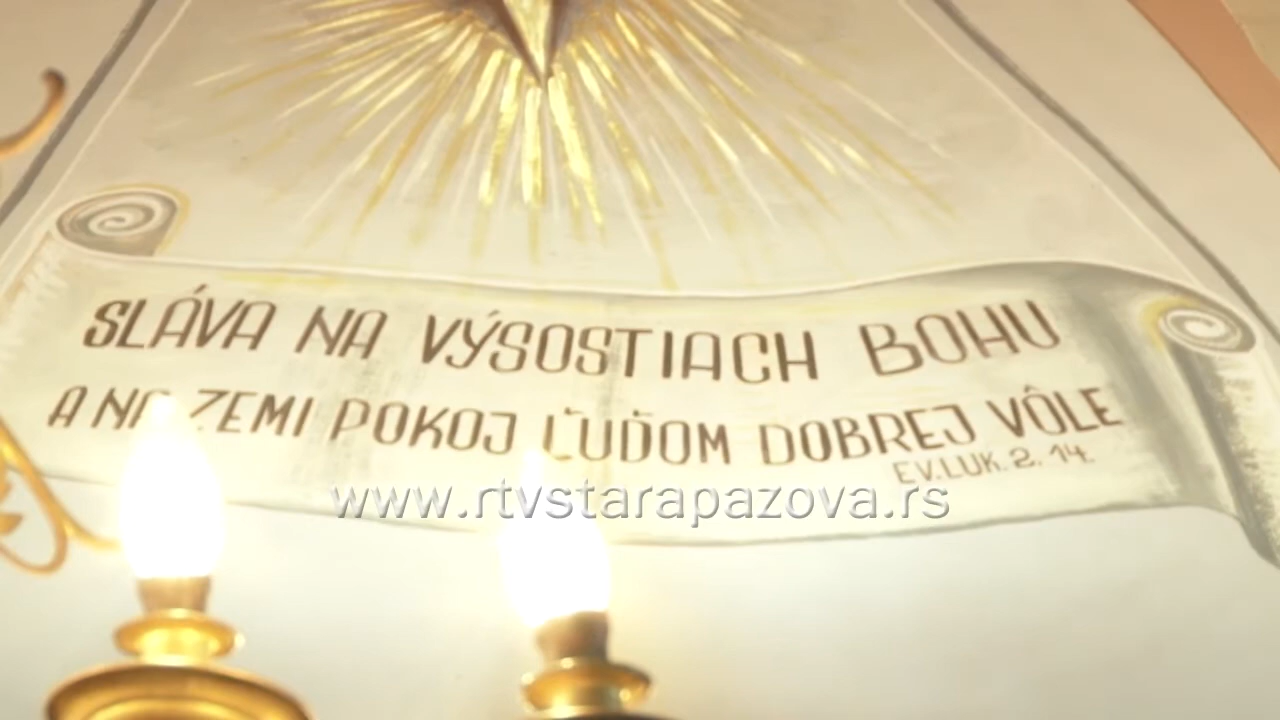 SLÁVA NA VÝSOSTIACH BOHU
A NA ZEMI POKOJ ĽUĎOM DOBREJ VÔLE
EV.LUK. 2. 14.
www.rtvstarapazova.rs